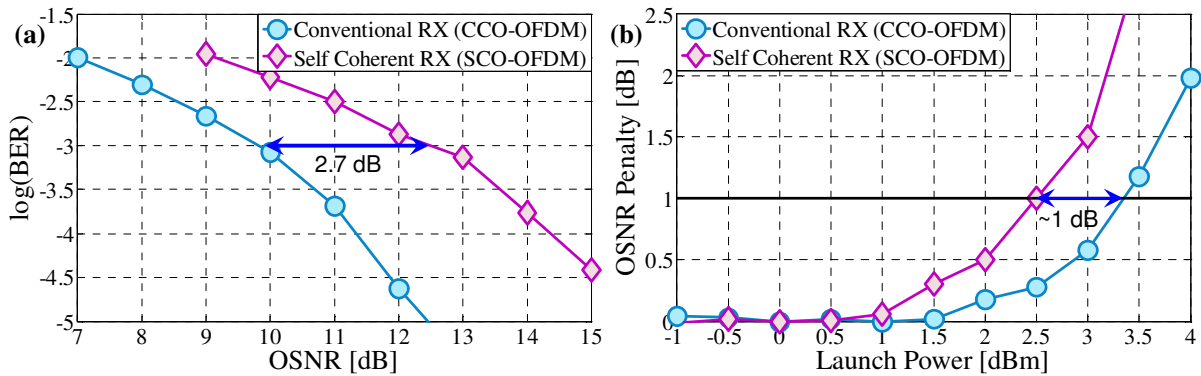 (a)
Conventional RX (CCO-OFDM)
Self Coherent RX (SCO-OFDM)
2.7 dB
log(BER)
-1.5
-2
-2.5
-3
-3.5
-4
-4.5
-5
7 8 9 10 11 12 13 14 15
OSNR [dB]
(b)
Conventional RX (CCO-OFDM)
Self Coherent RX (SCO-OFDM)
~1 dB
OSNR Penalty [dB]
2.5
2
1.5
1
0.5
0
-1 -0.5 0 0.5 1 1.5 2 2.5 3 3.5 4
Launch Power [dBm]